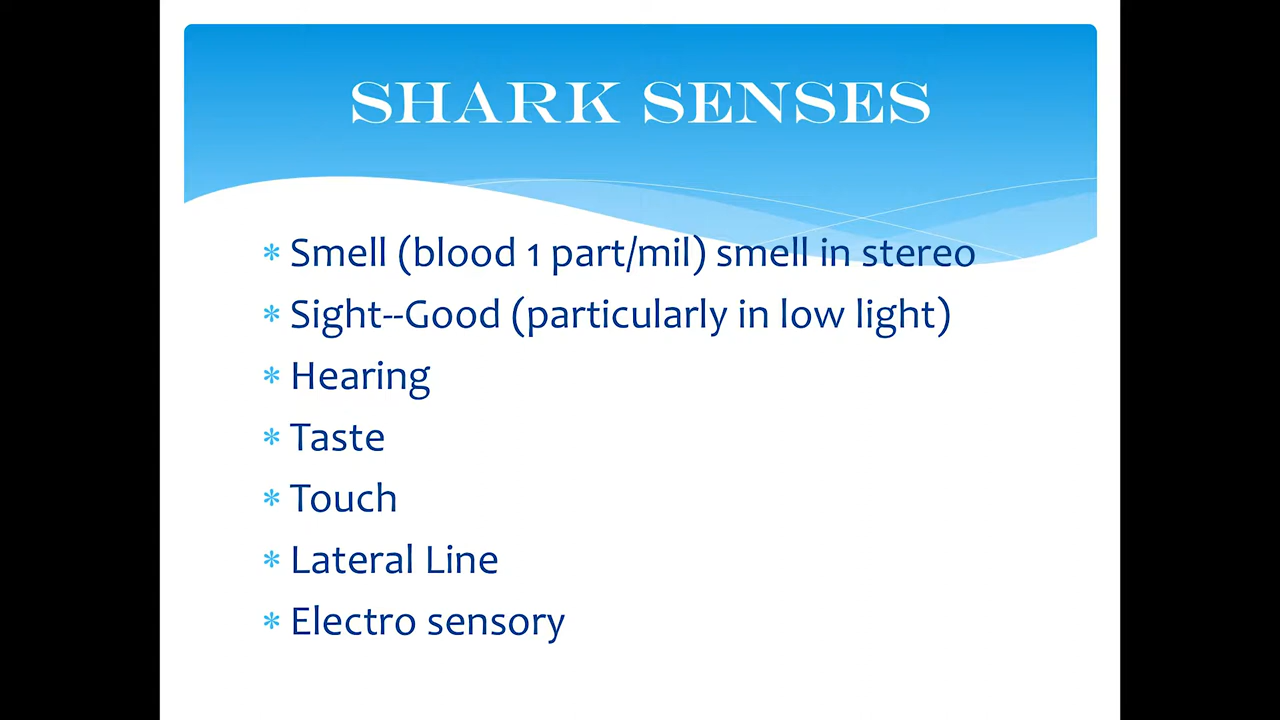 SHARK SENSES
* Smell (blood 1 part/mil) smell in stereo
* Sight--Good (particularly in low light)
* Hearing
* Taste
* Touch
* Lateral Line
* Electro sensory